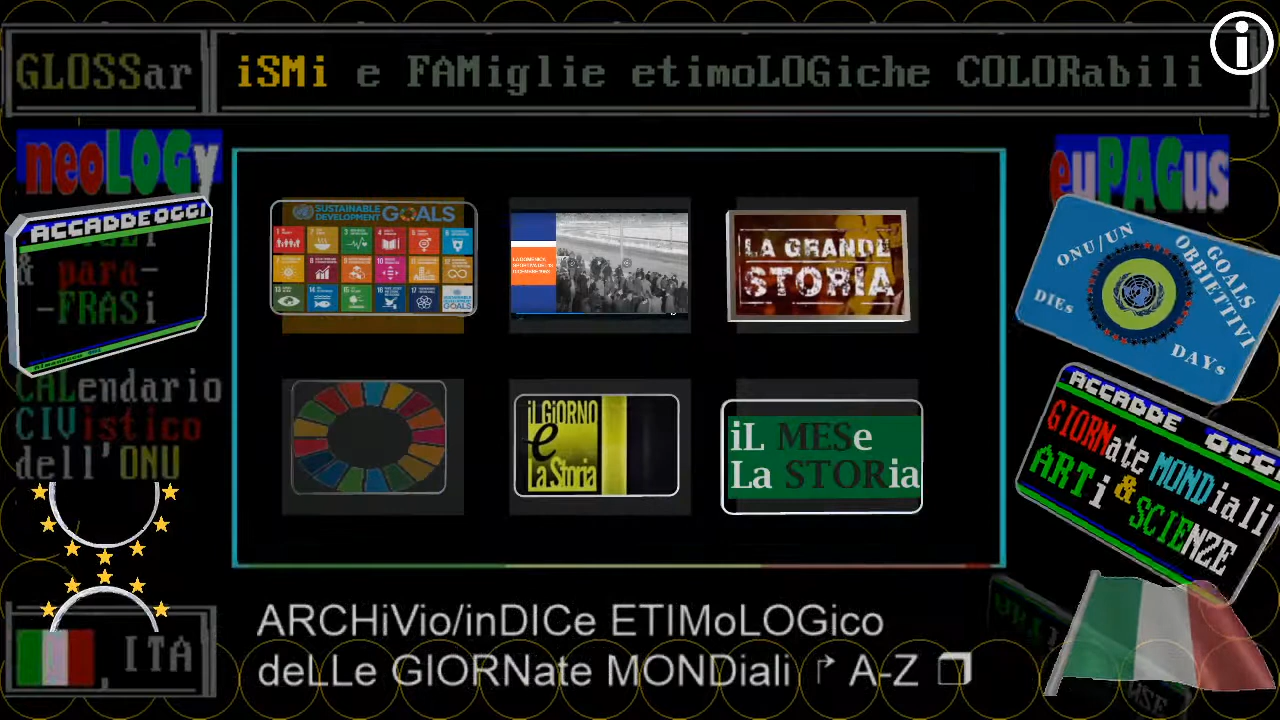 GLOSSar
iSMi e FAMiglie etimoLOGiche COLORabili
neoLOGy
ACCADDE OGGI
& para-
-FRASi
CALendario
CIVistico
dell'ONU
, ITA
SUSTAINABLE
DEVELOPMENT GOALS
LA GRANDE
STORIA
iL GiORNO
e
La Storia
iL MESe
La STORia
euPAGus
ONU/UN
GOALS
OBBIETTIVI
DIES
DAYs
ACCADDE OGGI
GIORNate MONDiali
ARTi & SCIENZE
ARCHiVio/inDICe ETIMoLOGico
deLLe GIORNate MONDiali ↱ A-Z ❐